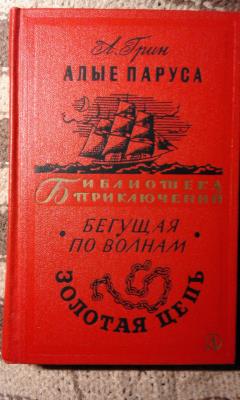 А. Грин
АЛЫЕ ПАРУСА
БИБЛИОТЕКА
ПРИКЛЮЧЕНИЙ
• БЕГУЩАЯ •
ПО ВОЛНАМ
ЗОЛОТАЯ ЦЕПЬ